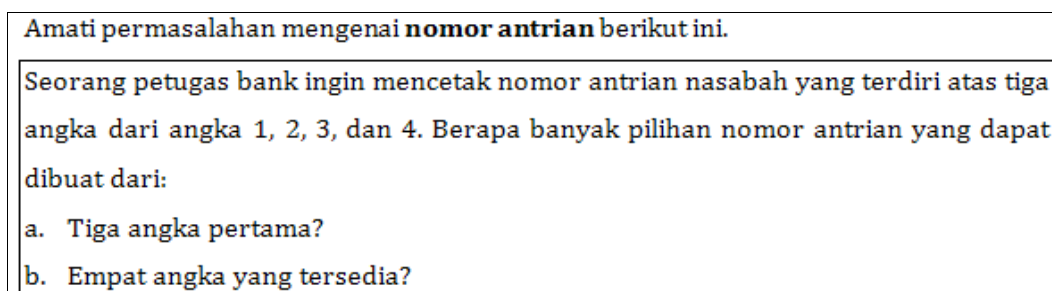 Amati permasalahan mengenai nomor antrian berikut ini.
Seorang petugas bank ingin mencetak nomor antrian nasabah yang terdiri atas tiga
angka dari angka 1, 2, 3, dan 4. Berapa banyak pilihan nomor antrian yang dapat
dibuat dari:
a. Tiga angka pertama?
b. Empat angka yang tersedia?